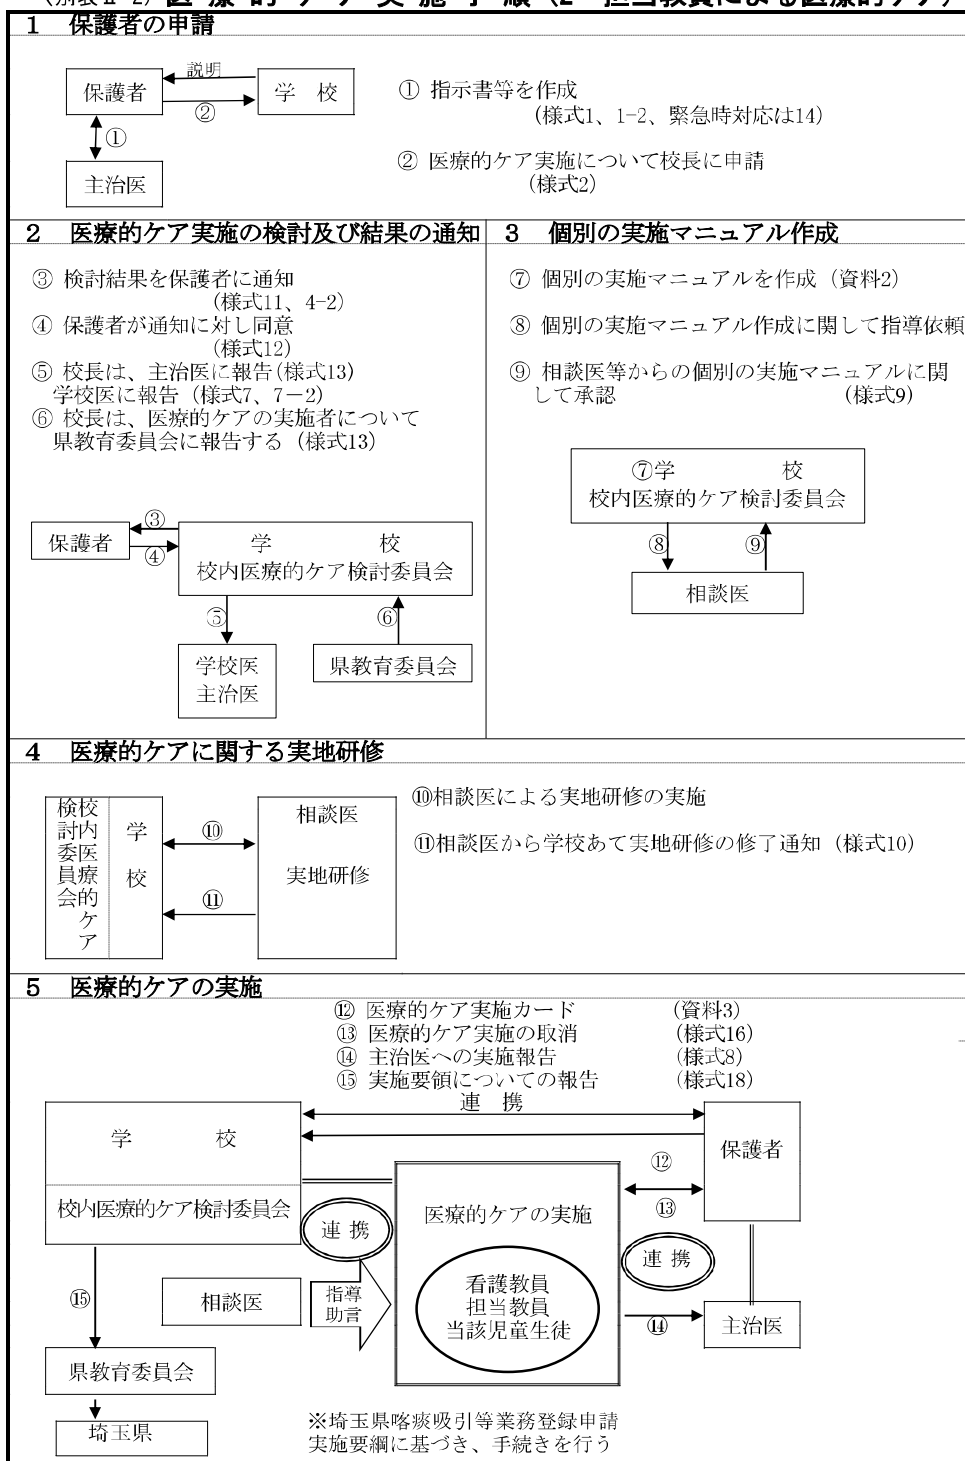 (別表Ⅱ-2) 医 療 的 ケ ア 実 施 手 順 (2 担当教員による医療的ケア)
1 保護者の申請
説明
保護者
学 校
②
①
主治医
① 指示書等を作成
(様式1、1-2、緊急時対応は14)
② 医療的ケア実施について校長に申請
(様式2)
2 医療的ケア実施の検討及び結果の通知
③ 検討結果を保護者に通知
(様式11、4-2)
④ 保護者が通知に対し同意
(様式12)
⑤ 校長は、主治医に報告(様式13)
学校医に報告(様式7、7-2)
⑥ 校長は、医療的ケアの実施者について
県教育委員会に報告する(様式13)
保護者
③
④
学 校
校内医療的ケア検討委員会
⑤
⑥
学校医
主治医
県教育委員会
3 個別の実施マニュアル作成
⑦ 個別の実施マニュアルを作成(資料2)
⑧ 個別の実施マニュアル作成に関して指導依頼
⑨ 相談医等からの個別の実施マニュアルに関
して承認 (様式9)
⑦学 校
校内医療的ケア検討委員会
⑧
⑨
相談医
4 医療的ケアに関する実地研修
校内医療的ケア
検討委員会
学校
⑩
⑪
相談医
実地研修
⑩相談医による実地研修の実施
⑪相談医から学校あて実地研修の修了通知(様式10)
5 医療的ケアの実施
⑫ 医療的ケア実施カード (資料3)
⑬ 医療的ケア実施の取消 (様式16)
⑭ 主治医への実施報告 (様式8)
⑮ 実施要領についての報告 (様式18)
連 携
学 校
校内医療的ケア検討委員会
保護者
⑫
⑬
連 携
医療的ケアの実施
連 携
看護教員
担当教員
当該児童生徒
⑮
相談医
指導
助言
⑭
主治医
県教育委員会
埼玉県
※埼玉県喀痰吸引等業務登録申請
実施要綱に基づき、手続きを行う